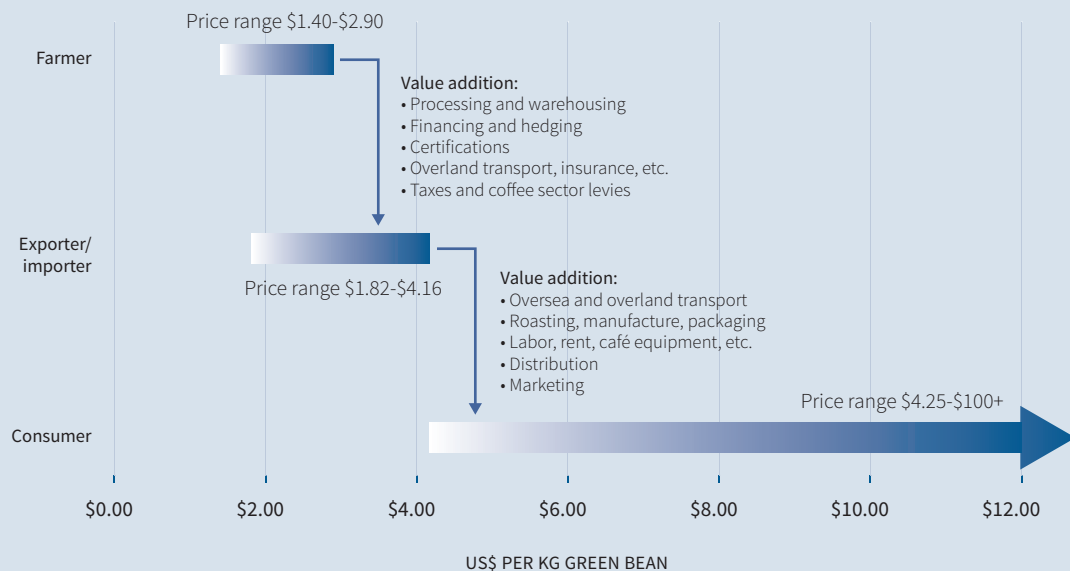 Price range $1.40-$2.90
Farmer
Value addition:
• Processing and warehousing
• Financing and hedging
• Certifications
• Overland transport, insurance, etc.
• Taxes and coffee sector levies
Exporter/
importer
Price range $1.82-$4.16
Value addition:
• Oversea and overland transport
• Roasting, manufacture, packaging
• Labor, rent, café equipment, etc.
• Distribution
• Marketing
Price range $4.25-$100+
Consumer
$0.00 $2.00 $4.00 $6.00 $8.00 $10.00 $12.00
US$ PER KG GREEN BEAN